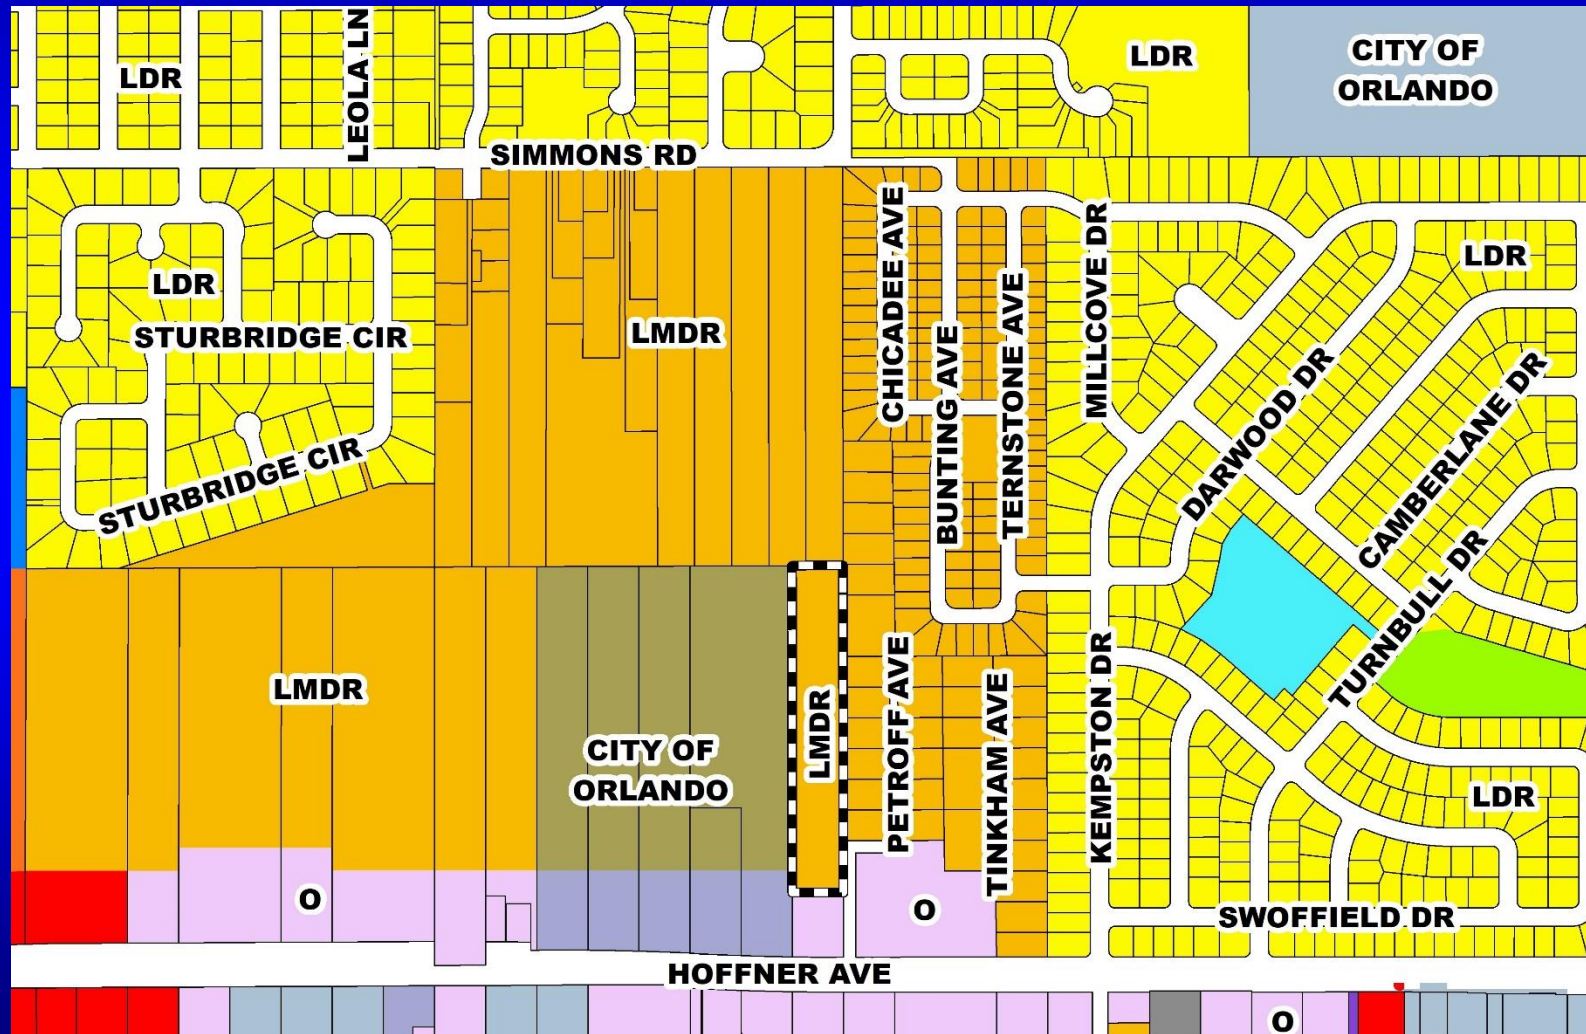 LDR
LEOLA LN
LDR
CITY OF
ORLANDO
SIMMONS RD
CHICADEE AVE
MILLCOVE DR
LDR
LDR
STURBRIDGE CIR
LMDR
BUNTING AVE
TERNSTONE AVE
DARWOOD DR
CAMBERLANE DR
STURBRIDGE CIR
TURNBULL DR
LMDR
CITY OF
ORLANDO
LMDR
PETROFF AVE
TINKHAM AVE
KEMPSTON DR
LDR
O
O
SWOFFIELD DR
HOFFNER AVE
O